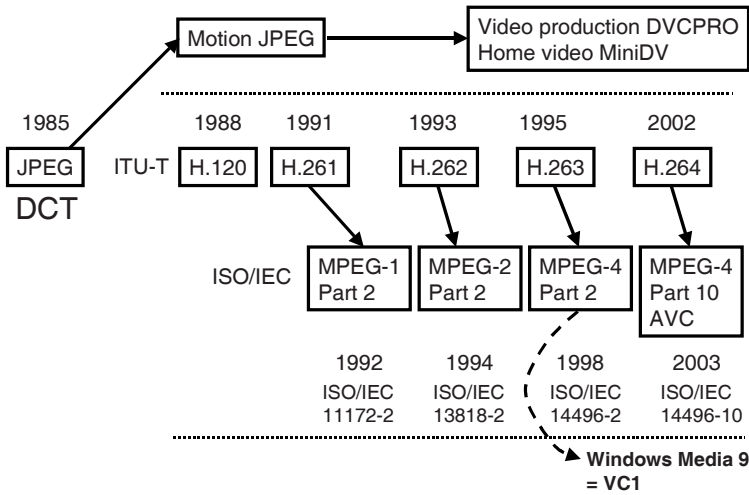 Motion JPEG
Video production DVCPRO
Home video MiniDV
1985 1988 1991 1993 1995 2002
JPEG ITU-T H.120 H.261 H.262 H.263 H.264
DCT
ISO/IEC
MPEG-1
Part 2
MPEG-2
Part 2
MPEG-4
Part 2
MPEG-4
Part 10
AVC
1992 1994 1998 2003
ISO/IEC ISO/IEC ISO/IEC ISO/IEC
11172-2 13818-2 14496-2 14496-10
Windows Media 9
= VC1